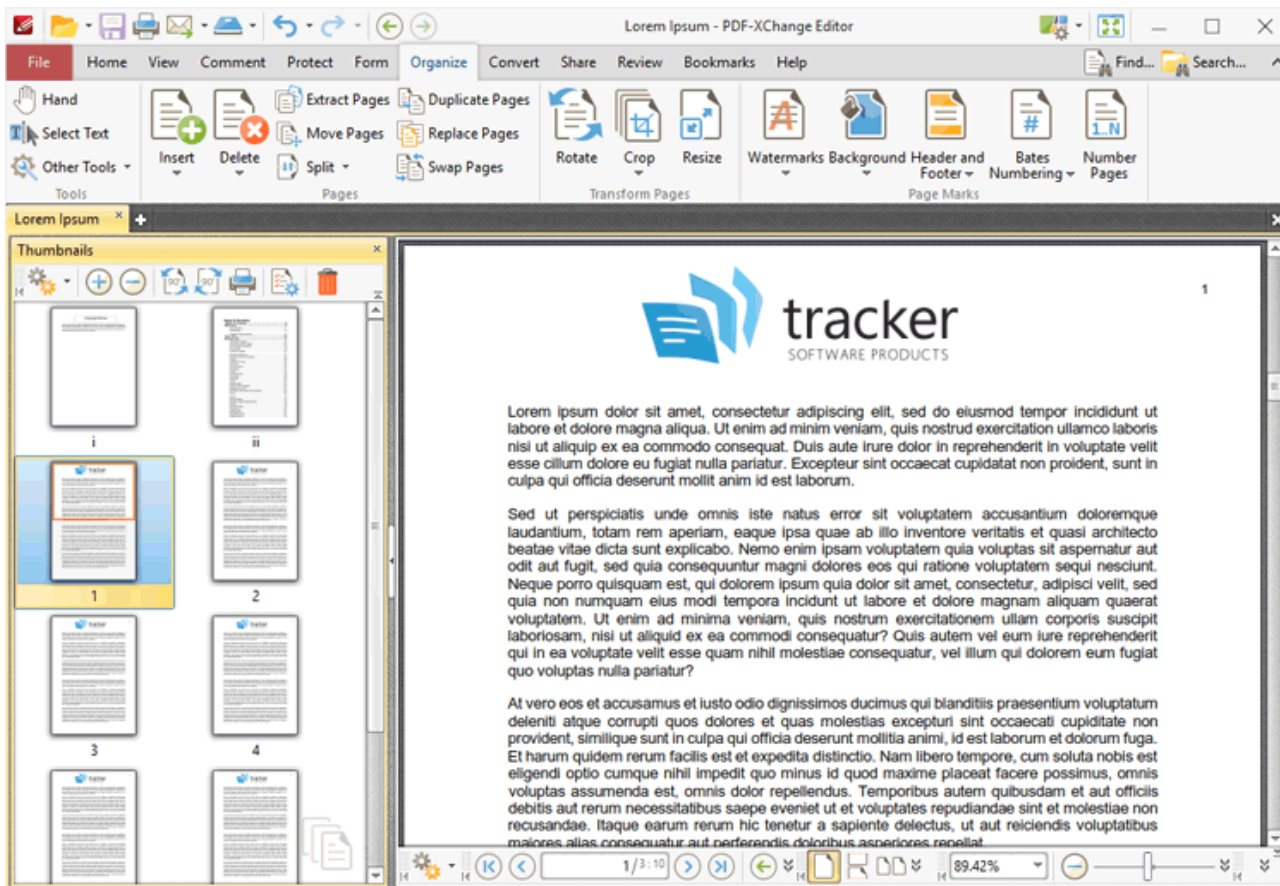 Lorem Ipsum - PDF-XChange Editor
File Home View Comment Protect Form Organize Convert Share Review Bookmarks Help Find... Search...
Hand
Select Text
Other Tools
Tools
Insert
Delete
Extract Pages
Move Pages
Split
Duplicate Pages
Replace Pages
Swap Pages
Pages
Rotate
Crop
Resize
Transform Pages
Watermarks
Background
Header and
Footer
Bates
Numbering
Number
Pages
Page Marks
Lorem Ipsum
Thumbnails
i
ii
1
2
3
4
1
tracker
SOFTWARE PRODUCTS
Lorem ipsum dolor sit amet, consectetur adipiscing elit, sed do eiusmod tempor incididunt ut
labore et dolore magna aliqua. Ut enim ad minim veniam, quis nostrud exercitation ullamco laboris
nisi ut aliquip ex ea commodo consequat. Duis aute irure dolor in reprehenderit in voluptate velit
esse cillum dolore eu fugiat nulla pariatur. Excepteur sint occaecat cupidatat non proident, sunt in
culpa qui officia deserunt mollit anim id est laborum.
Sed ut perspiciatis unde omnis iste natus error sit voluptatem accusantium doloremque
laudantium, totam rem aperiam, eaque ipsa quae ab illo inventore veritatis et quasi architecto
beatae vitae dicta sunt explicabo. Nemo enim ipsam voluptatem quia voluptas sit aspernatur aut
odit aut fugit, sed quia consequuntur magni dolores eos qui ratione voluptatem sequi nesciunt.
Neque porro quisquam est, qui dolorem ipsum quia dolor sit amet, consectetur, adipisci velit, sed
quia non numquam eius modi tempora incidunt ut labore et dolore magnam aliquam quaerat
voluptatem. Ut enim ad minima veniam, quis nostrum exercitationem ullam corporis suscipit
laboriosam, nisi ut aliquid ex ea commodi consequatur? Quis autem vel eum iure reprehenderit
qui in ea voluptate velit esse quam nihil molestiae consequatur, vel illum qui dolorem eum fugiat
quo voluptas nulla pariatur?
At vero eos et accusamus et iusto odio dignissimos ducimus qui blanditiis praesentium voluptatum
deleniti atque corrupti quos dolores et quas molestias excepturi sint occaecati cupiditate non
provident, similique sunt in culpa qui officia deserunt mollitia animi, id est laborum et dolorum fuga.
Et harum quidem rerum facilis est et expedita distinctio. Nam libero tempore, cum soluta nobis est
eligendi optio cumque nihil impedit quo minus id quod maxime placeat facere possimus, omnis
voluptas assumenda est, omnis dolor repellendus. Temporibus autem quibusdam et aut officiis
debitis aut rerum necessitatibus saepe eveniet ut et voluptates repudiandae sint et molestiae non
recusandae. Itaque earum rerum hic tenetur a sapiente delectus, ut aut reiciendis voluptatibus
maiores alias consequatur aut perferendis doloribus asperiores repellat
1/3:10
89.42%